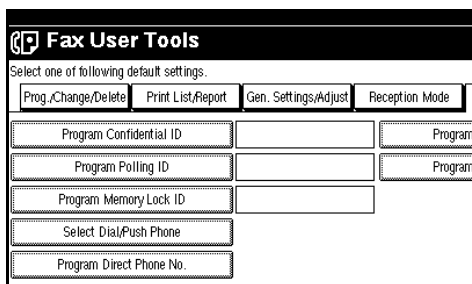 Fax User Tools
Select one of following default settings.
Prog./Change/Delete Print List/Report Gen. Settings/Adjust Reception Mode
Program Confidential ID Program
Program Polling ID Program
Program Memory Lock ID
Select Dial/Push Phone
Program Direct Phone No.